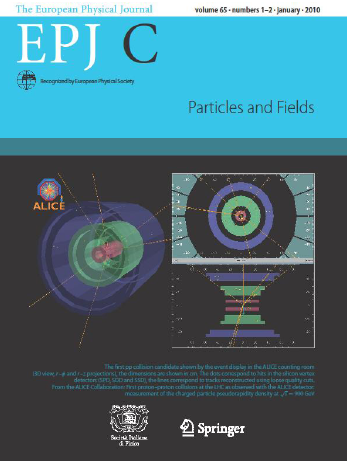 The European Physical Journal
volume 65 · numbers 1–2 · january · 2010
EPJ C
Recognized by European Physical Society
Particles and Fields
ALICE
The first pp collision candidate shown by the event display in the ALICE counting room
(3D view, r-φ and r-z projections), the dimensions are shown in cm. The dots correspond to hits in the silicon vertex
detectors (SPD, SDD and SSD), the lines correspond to tracks reconstructed using loose quality cuts.
From the ALICE Collaboration: First proton–proton collisions at the LHC as observed with the ALICE detector:
measurement of the charged particle pseudorapidity density at √s = 900 GeV
Società Italiana
di Fisica
Springer